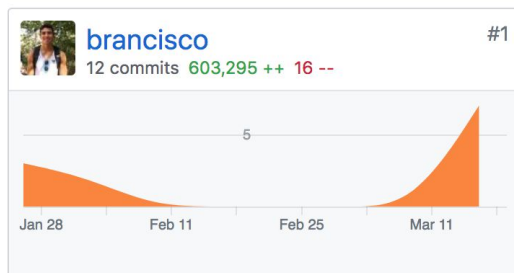 brancisco
#1
12 commits 603,295 ++ 16 --
5
Jan 28 Feb 11 Feb 25 Mar 11